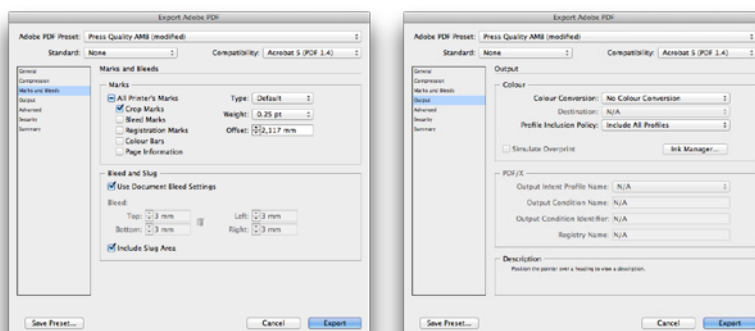 Export Adobe PDF
Adobe PDF Preset: Press Quality AMB (modified)
Standard: None
Compatibility: Acrobat 5 (PDF 1.4)
General
Compression
Marks and Bleeds
Output
Advanced
Security
Summary
Marks and Bleeds
Marks
All Printer's Marks
Crop Marks
Bleed Marks
Registration Marks
Colour Bars
Page Information
Type: Default
Weight: 0.25 pt
Offset: 2,117 mm
Bleed and Slug
Use Document Bleed Settings
Bleed:
Top: 3 mm
Bottom: 3 mm
Left: 3 mm
Right: 3 mm
Include Slug Area
Save Preset...
Cancel
Export
Export Adobe PDF
Adobe PDF Preset: Press Quality AMB (modified)
Standard: None
Compatibility: Acrobat 5 (PDF 1.4)
General
Compression
Marks and Bleeds
Output
Advanced
Security
Summary
Output
Colour
Colour Conversion: No Colour Conversion
Destination: N/A
Profile Inclusion Policy: Include All Profiles
Simulate Overprint
Ink Manager...
PDF/X
Output Intent Profile Name: N/A
Output Condition Name: N/A
Output Condition Identifier: N/A
Registry Name: N/A
Description
Position the pointer over a heading to view a description.
Save Preset...
Cancel
Export